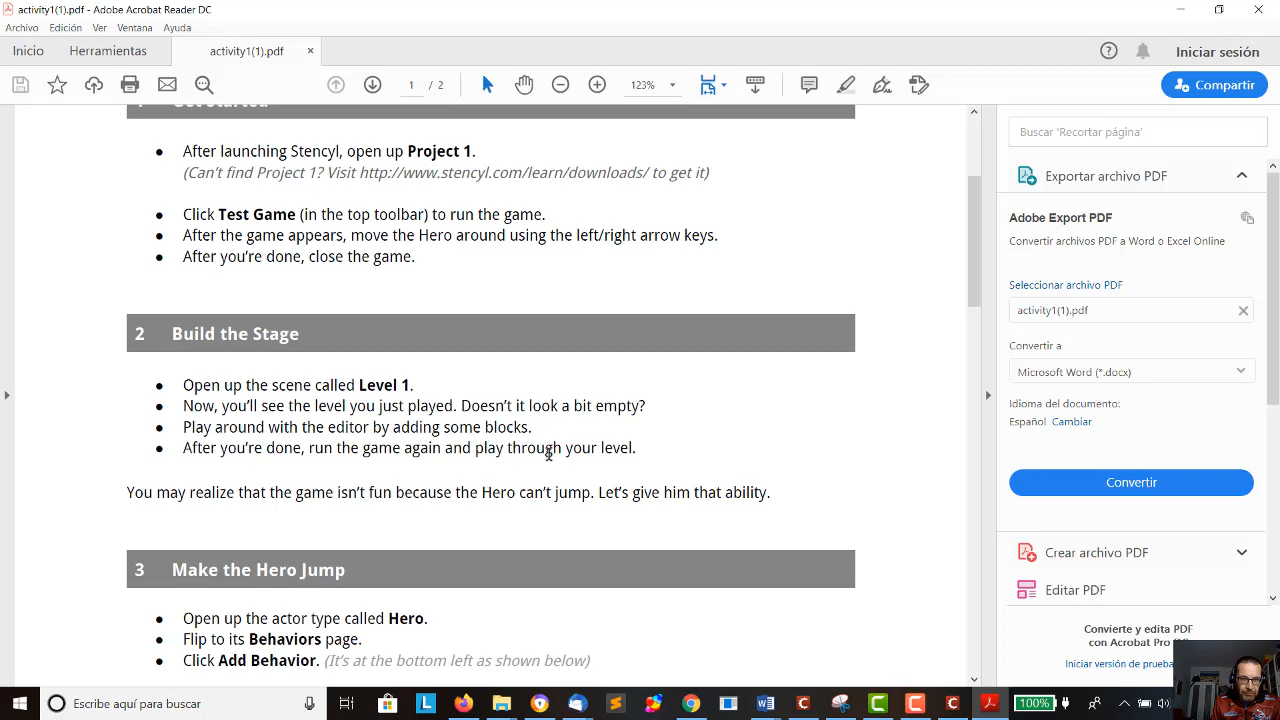 activity1(1).pdf - Adobe Acrobat Reader DC
Archivo Edición Ver Ventana Ayuda
Inicio Herramientas activity1(1).pdf × Iniciar sesión
1 / 2 123% Compartir
Get Started
Buscar 'Recortar página'
● After launching Stencyl, open up Project 1.
(Can't find Project 1? Visit http://www.stencyl.com/learn/downloads/ to get it)
● Click Test Game (in the top toolbar) to run the game.
● After the game appears, move the Hero around using the left/right arrow keys.
● After you're done, close the game.
2 Build the Stage
● Open up the scene called Level 1.
● Now, you'll see the level you just played. Doesn't it look a bit empty?
● Play around with the editor by adding some blocks.
● After you're done, run the game again and play through your level.
You may realize that the game isn't fun because the Hero can't jump. Let's give him that ability.
3 Make the Hero Jump
● Open up the actor type called Hero.
● Flip to its Behaviors page.
● Click Add Behavior. (It's at the bottom left as shown below)
Exportar archivo PDF
Adobe Export PDF
Convertir archivos PDF a Word o Excel Online
Seleccionar archivo PDF
activity1(1).pdf
Convertir a
Microsoft Word (*.docx)
Idioma del documento:
Español Cambiar
Convertir
Crear archivo PDF
Editar PDF
Convierte y edita PDF
con Acrobat Pro
Iniciar versión de prueba
Escribe aquí para buscar
100%